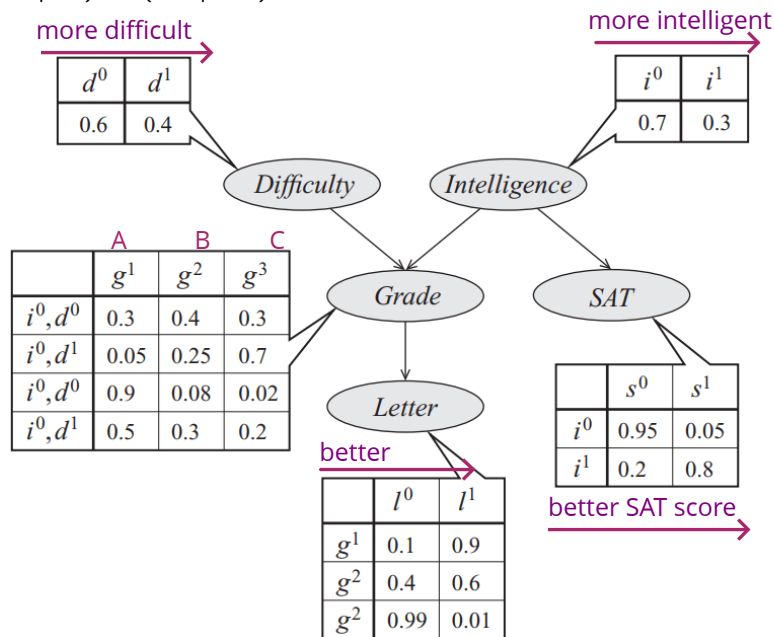 more difficult
d⁰ d¹
0.6 0.4
more intelligent
i⁰ i¹
0.7 0.3
Difficulty
Intelligence
A B C
g¹ g² g³
i⁰,d⁰ 0.3 0.4 0.3
i⁰,d¹ 0.05 0.25 0.7
i⁰,d⁰ 0.9 0.08 0.02
i⁰,d¹ 0.5 0.3 0.2
Grade
SAT
Letter
s⁰ s¹
i⁰ 0.95 0.05
i¹ 0.2 0.8
better SAT score
better
l⁰ l¹
g¹ 0.1 0.9
g² 0.4 0.6
g² 0.99 0.01